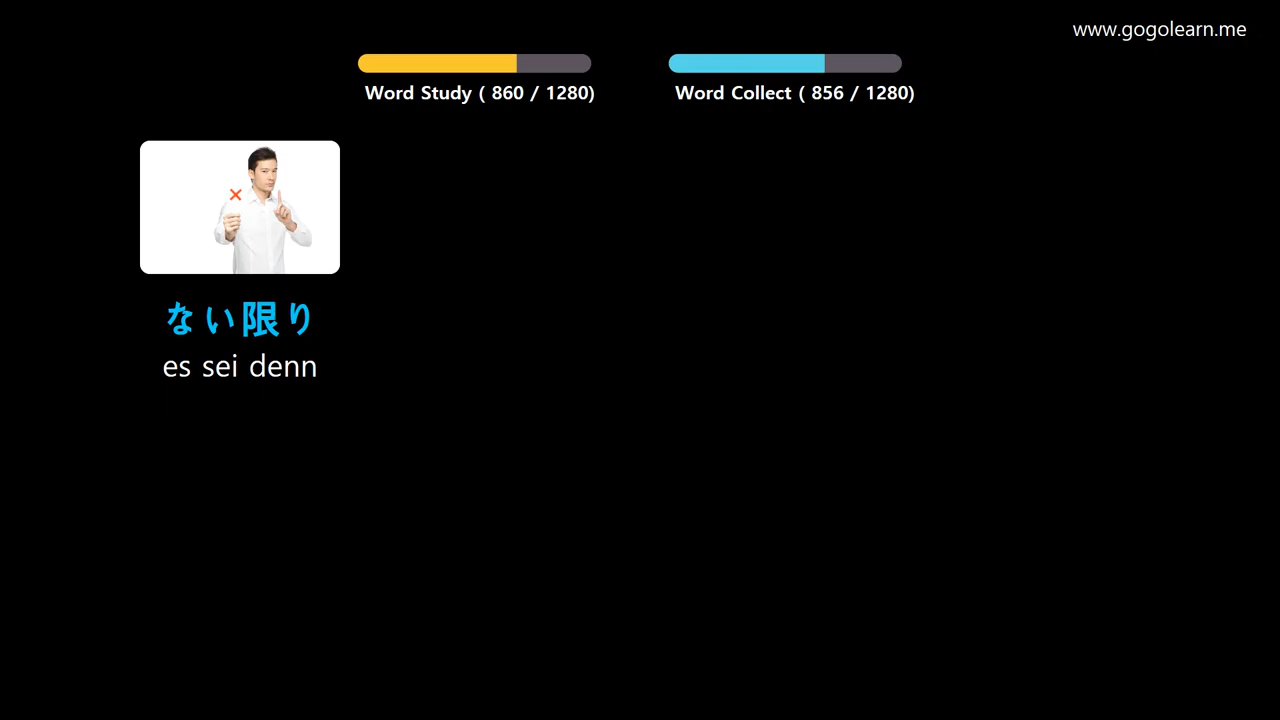 www.gogolearn.me
Word Study ( 860 / 1280)
Word Collect ( 856 / 1280)
ない限り
es sei denn